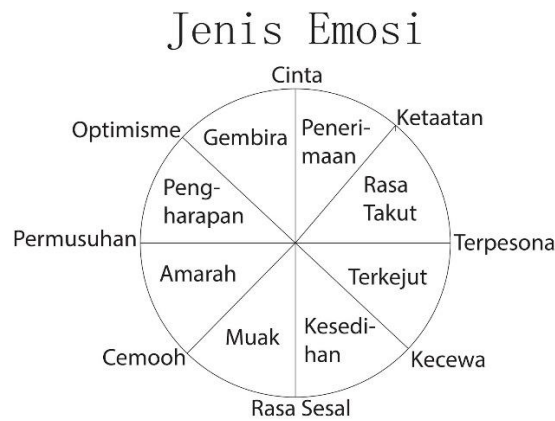 Jenis Emosi
Cinta
Optimisme
Ketaatan
Gembira
Peneri-
maan
Peng-
harapan
Rasa
Takut
Permusuhan
Terpesona
Amarah
Terkejut
Muak
Kesedi-
han
Cemooh
Kecewa
Rasa Sesal